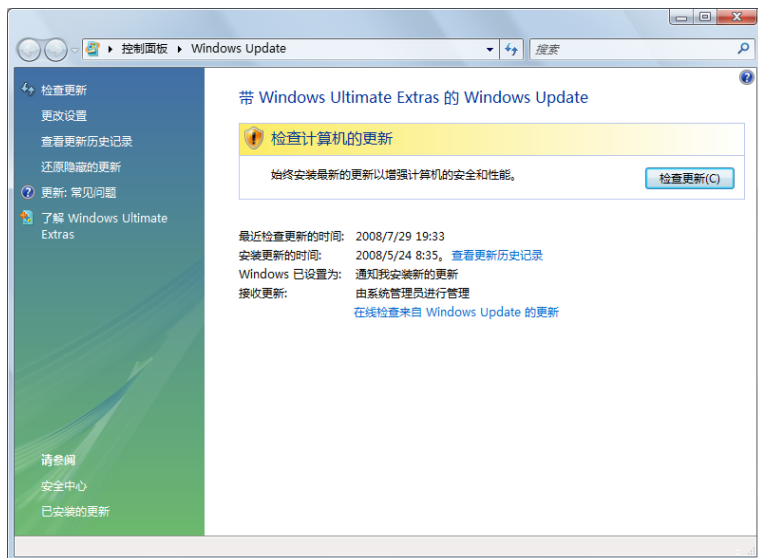 控制面板 ▸ Windows Update
搜索
检查更新
更改设置
查看更新历史记录
还原隐藏的更新
更新: 常见问题
了解 Windows Ultimate
Extras
带 Windows Ultimate Extras 的 Windows Update
检查计算机的更新
始终安装最新的更新以增强计算机的安全和性能。
检查更新(C)
最近检查更新的时间: 2008/7/29 19:33
安装更新的时间: 2008/5/24 8:35。 查看更新历史记录
Windows 已设置为: 通知我安装新的更新
接收更新: 由系统管理员进行管理
在线检查来自 Windows Update 的更新
请参阅
安全中心
已安装的更新